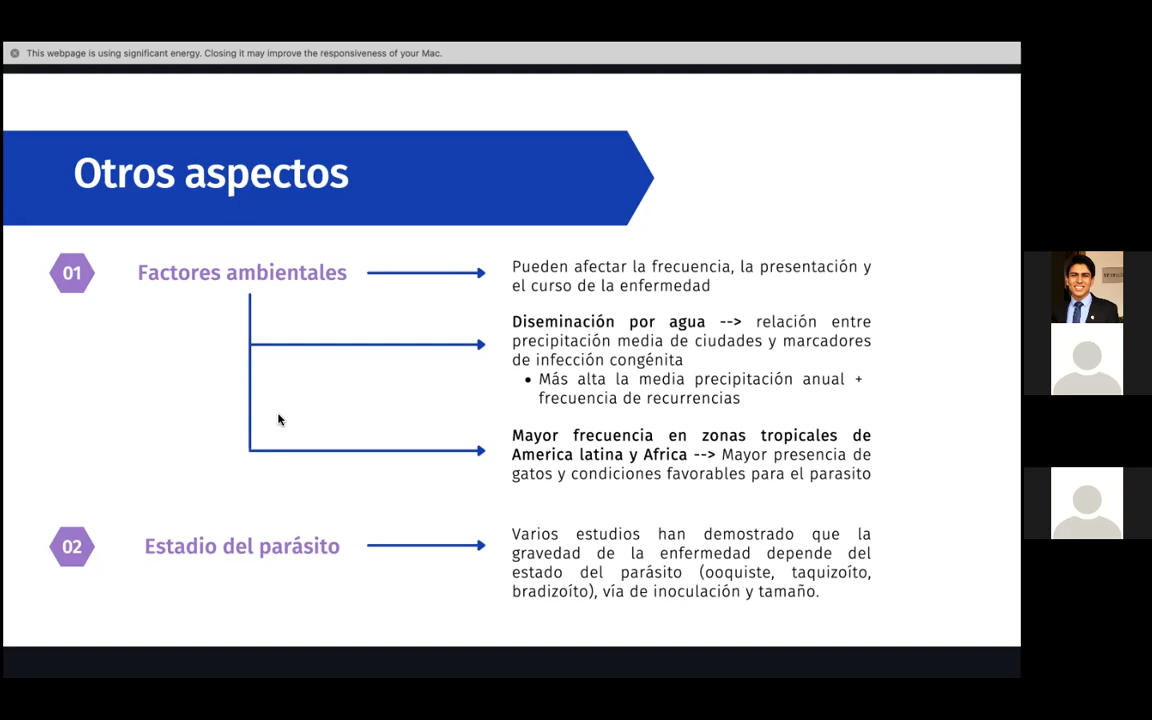 This webpage is using significant energy. Closing it may improve the responsiveness of your Mac.
Otros aspectos
01
Factores ambientales
Pueden afectar la frecuencia, la presentación y
el curso de la enfermedad
Diseminación por agua --> relación entre
precipitación media de ciudades y marcadores
de infección congénita
• Más alta la media precipitación anual +
frecuencia de recurrencias
Mayor frecuencia en zonas tropicales de
America latina y Africa --> Mayor presencia de
gatos y condiciones favorables para el parasito
02
Estadio del parásito
Varios estudios han demostrado que la
gravedad de la enfermedad depende del
estado del parásito (ooquiste, taquizoíto,
bradizoíto), vía de inoculación y tamaño.